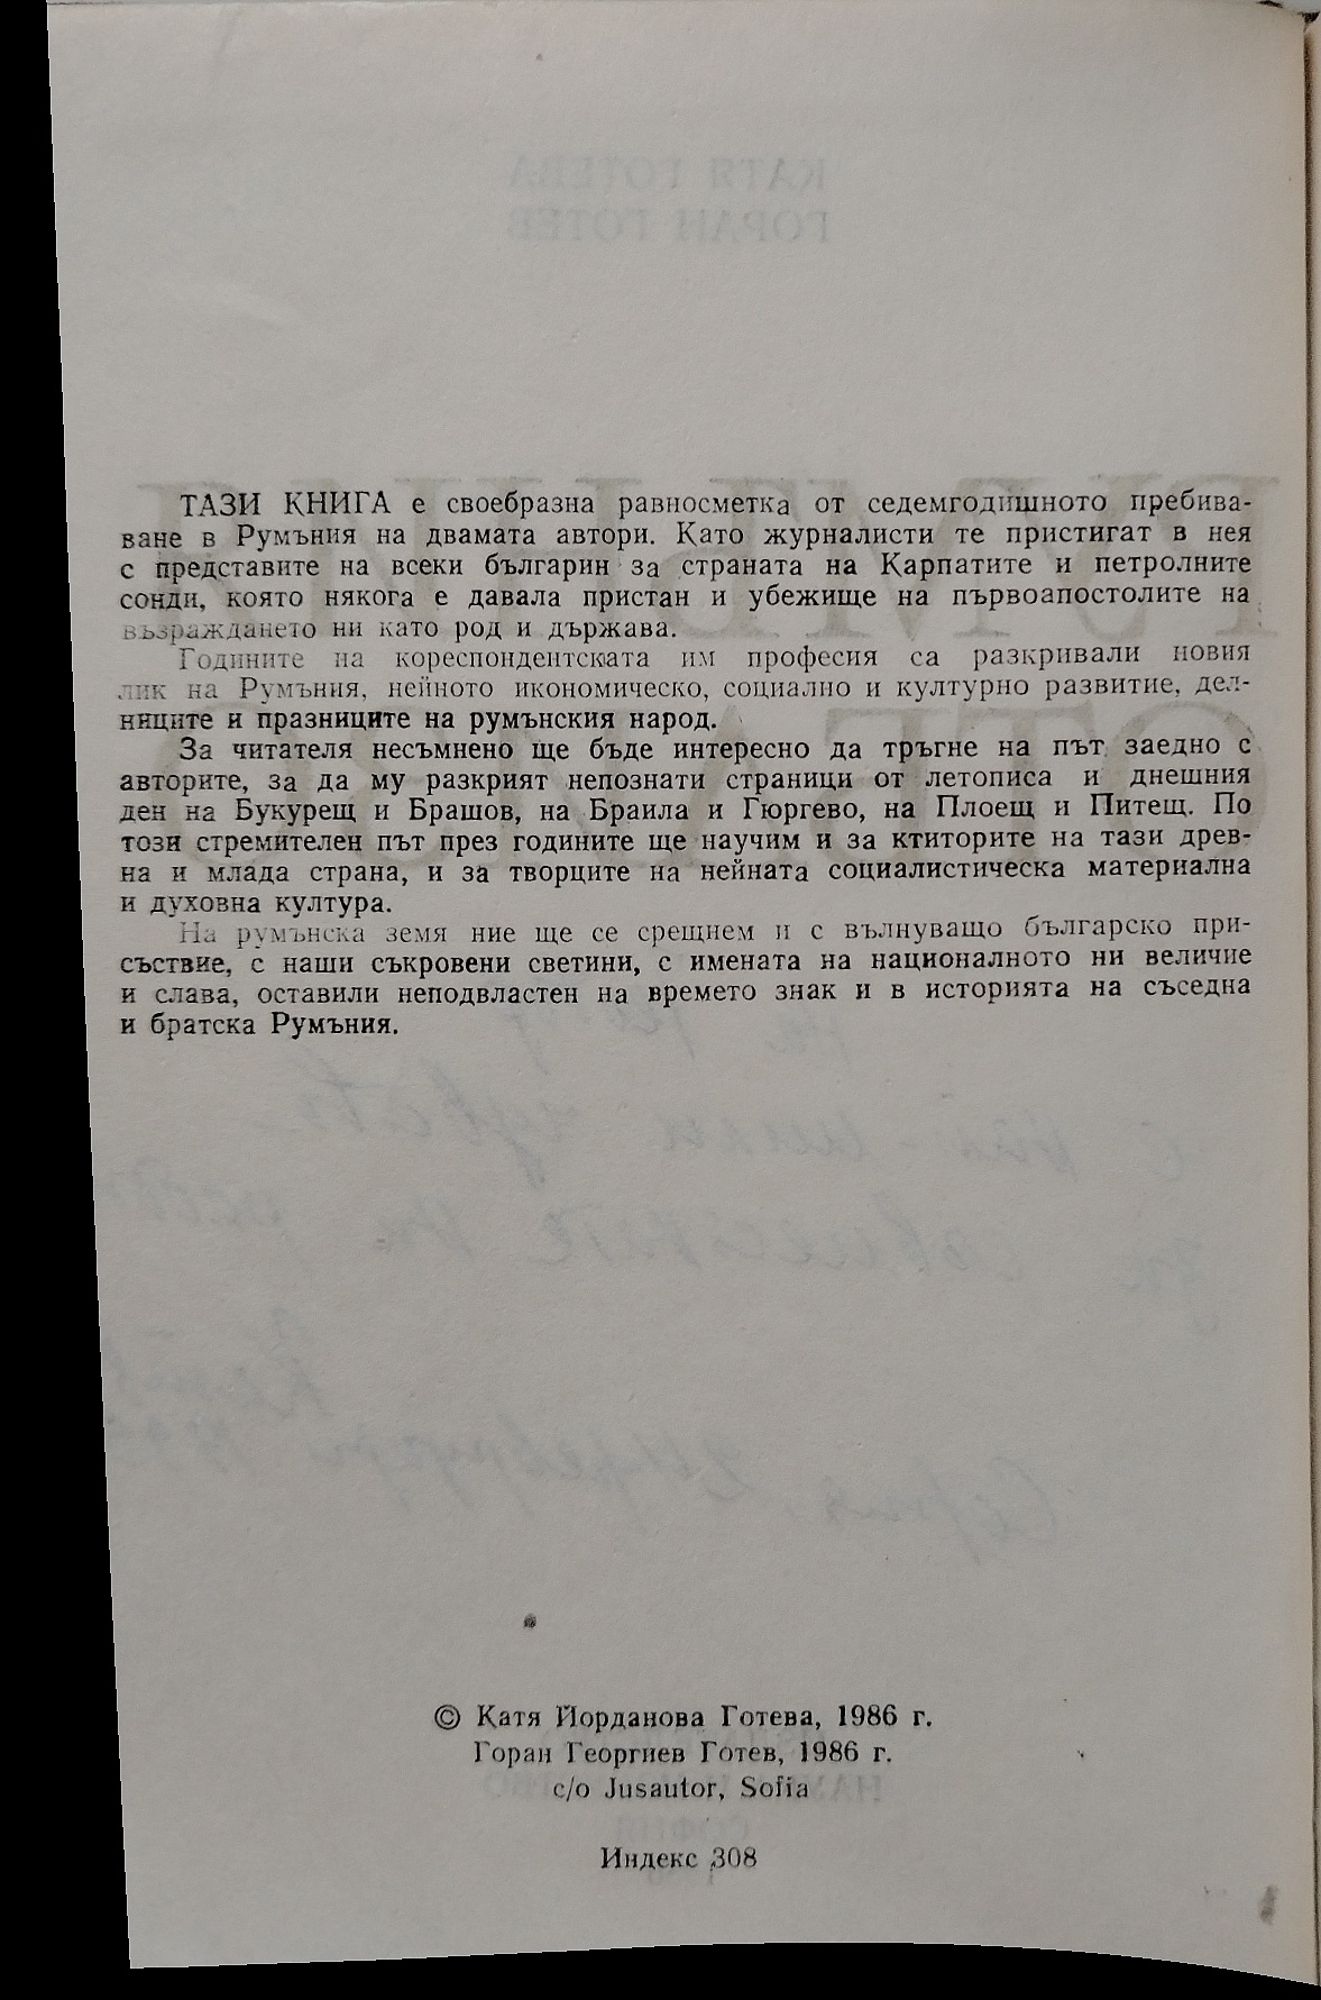 ТАЗИ КНИГА е своебразна равносметка от седемгодишното пребива-
ване в Румъния на двамата автори. Като журналисти те пристигат в нея
с представите на всеки българин за страната на Карпатите и петролните
сонди, която някога е давала пристан и убежище на първоапостолите на
възраждането ни като род и държава.
Годините на кореспондентската им професия са разкривали новия
лик на Румъния, нейното икономическо, социално и културно развитие, дел-
ниците и празниците на румънския народ.
За читателя несъмнено ще бъде интересно да тръгне на път заедно с
авторите, за да му разкрият непознати страници от летописа и днешния
ден на Букурещ и Брашов, на Браила и Гюргево, на Плоещ и Питещ. По
този стремителен път през годините ще научим и за ктиторите на тази древ-
на и млада страна, и за творците на нейната социалистическа материална
и духовна култура.
На румънска земя ние ще се срещнем и с вълнуващо българско при-
съствие, с наши съкровени светини, с имената на националното ни величие
и слава, оставили неподвластен на времето знак и в историята на съседна
и братска Румъния.
© Катя Йорданова Готева, 1986 г.
Горан Георгиев Готев, 1986 г.
c/o Jusautor, Sofia
Индекс 308